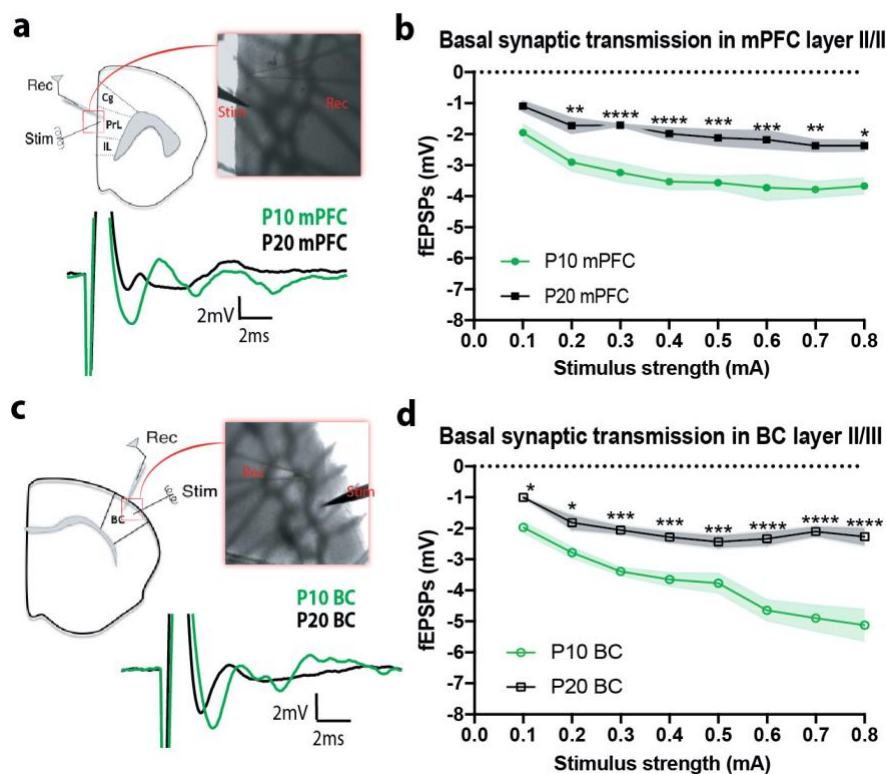 a
Rec
Stim
Cg
PrL
IL
Stim
Rec
P10 mPFC
P20 mPFC
2mV
2ms
b
Basal synaptic transmission in mPFC layer II/II
fEPSPs (mV)
0
-1
-2
-3
-4
-5
-6
-7
-8
** **** **** *** *** ** *
P10 mPFC
P20 mPFC
0.0 0.1 0.2 0.3 0.4 0.5 0.6 0.7 0.8
Stimulus strength (mA)
c
Rec
Stim
BC
Rec
Stim
P10 BC
P20 BC
2mV
2ms
d
Basal synaptic transmission in BC layer II/III
fEPSPs (mV)
0
-1
-2
-3
-4
-5
-6
-7
-8
* * *** *** *** **** **** ****
P10 BC
P20 BC
0.0 0.1 0.2 0.3 0.4 0.5 0.6 0.7 0.8
Stimulus strength (mA)